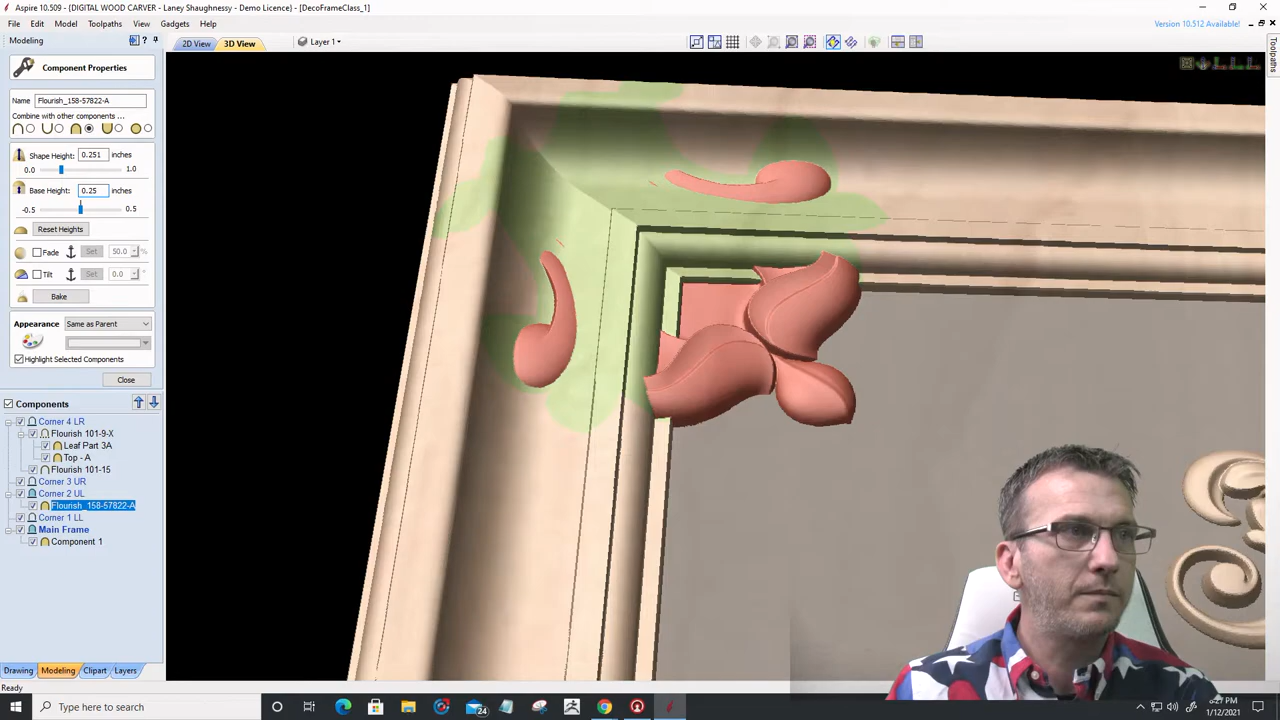 Aspire 10.509 - (DIGITAL WOOD CARVER - Laney Shaughnessy - Demo Licence) - [DecoFrameClass_1]
File Edit Model Toolpaths View Gadgets Help
Version 10.512 Available!
Modeling
2D View 3D View Layer 1
Toolpaths
Component Properties
Name Flourish_158-57822-A
Combine with other components ...
Shape Height: 0.251 inches
0.0 1.0
Base Height: 0.25 inches
-0.5 0.5
Reset Heights
Fade Set 50.0 %
Tilt Set 0.0 °
Bake
Appearance Same as Parent
Highlight Selected Components
Close
Components
Corner 4 LR
Flourish 101-9-X
Leaf Part 3A
Top - A
Flourish 101-15
Corner 3 UR
Corner 2 UL
Flourish_158-57822-A
Corner 1 LL
Main Frame
Component 1
Drawing Modeling Clipart Layers
Ready
Type here to search
24
1/12/2021